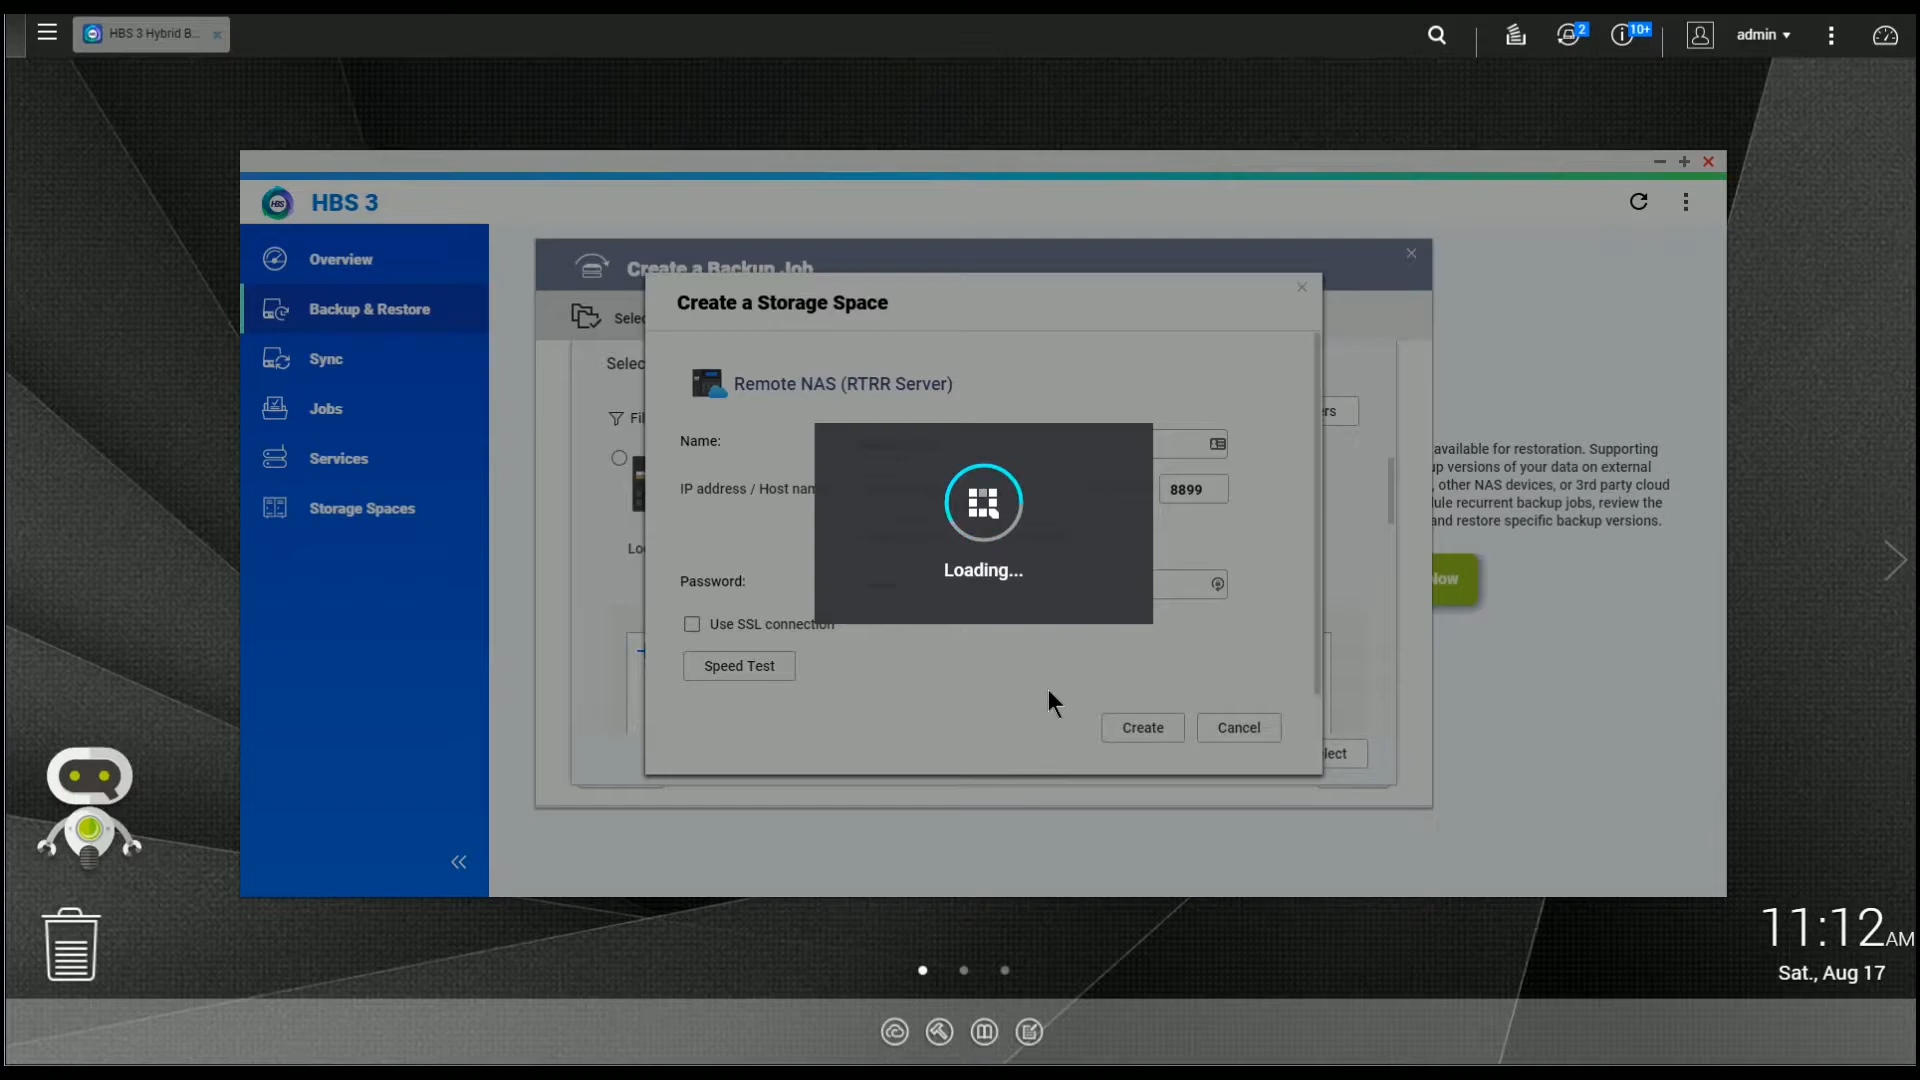 HBS 3 Hybrid B...
2
10+
admin
HBS 3
Overview
Backup & Restore
Sync
Jobs
Services
Storage Spaces
Create a Backup Job
Create a Storage Space
Remote NAS (RTRR Server)
Name:
IP address / Host
8899
Password:
Use SSL connection
Speed Test
Create
Cancel
Loading...
available for restoration. Supporting
versions of your data on external
, other NAS devices, or 3rd party cloud
recurrent backup jobs, review the
and restore specific backup versions.
11:12AM
Sat., Aug 17